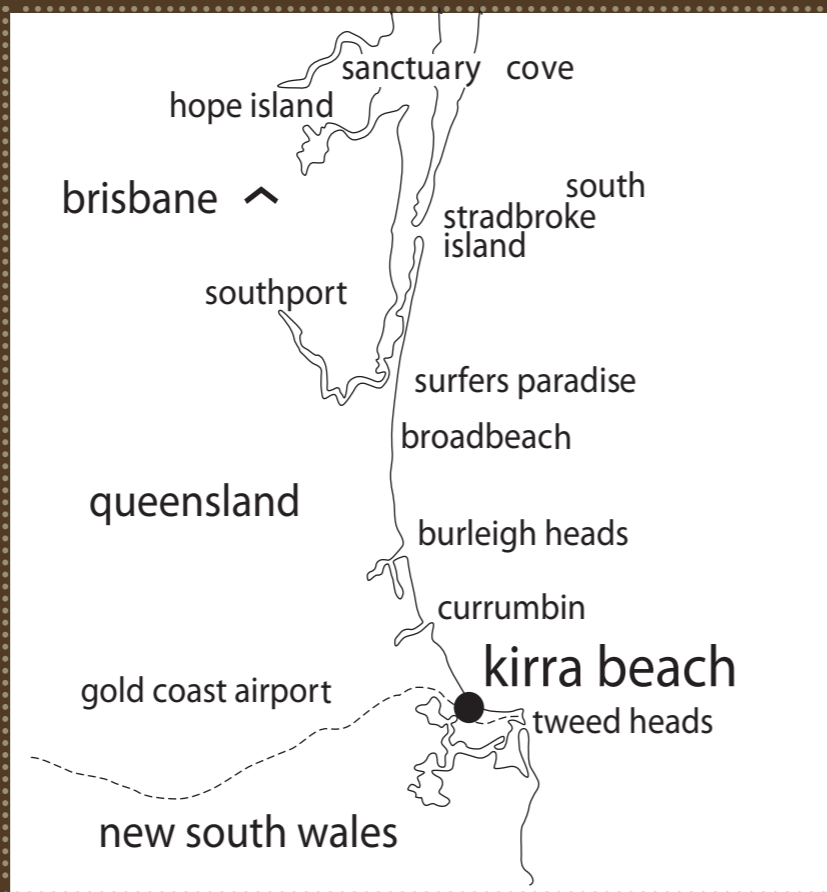 sanctuary cove
hope island
brisbane ^
south
stradbroke
island
southport
surfers paradise
broadbeach
queensland
burleigh heads
currumbin
kirra beach
gold coast airport
tweed heads
new south wales